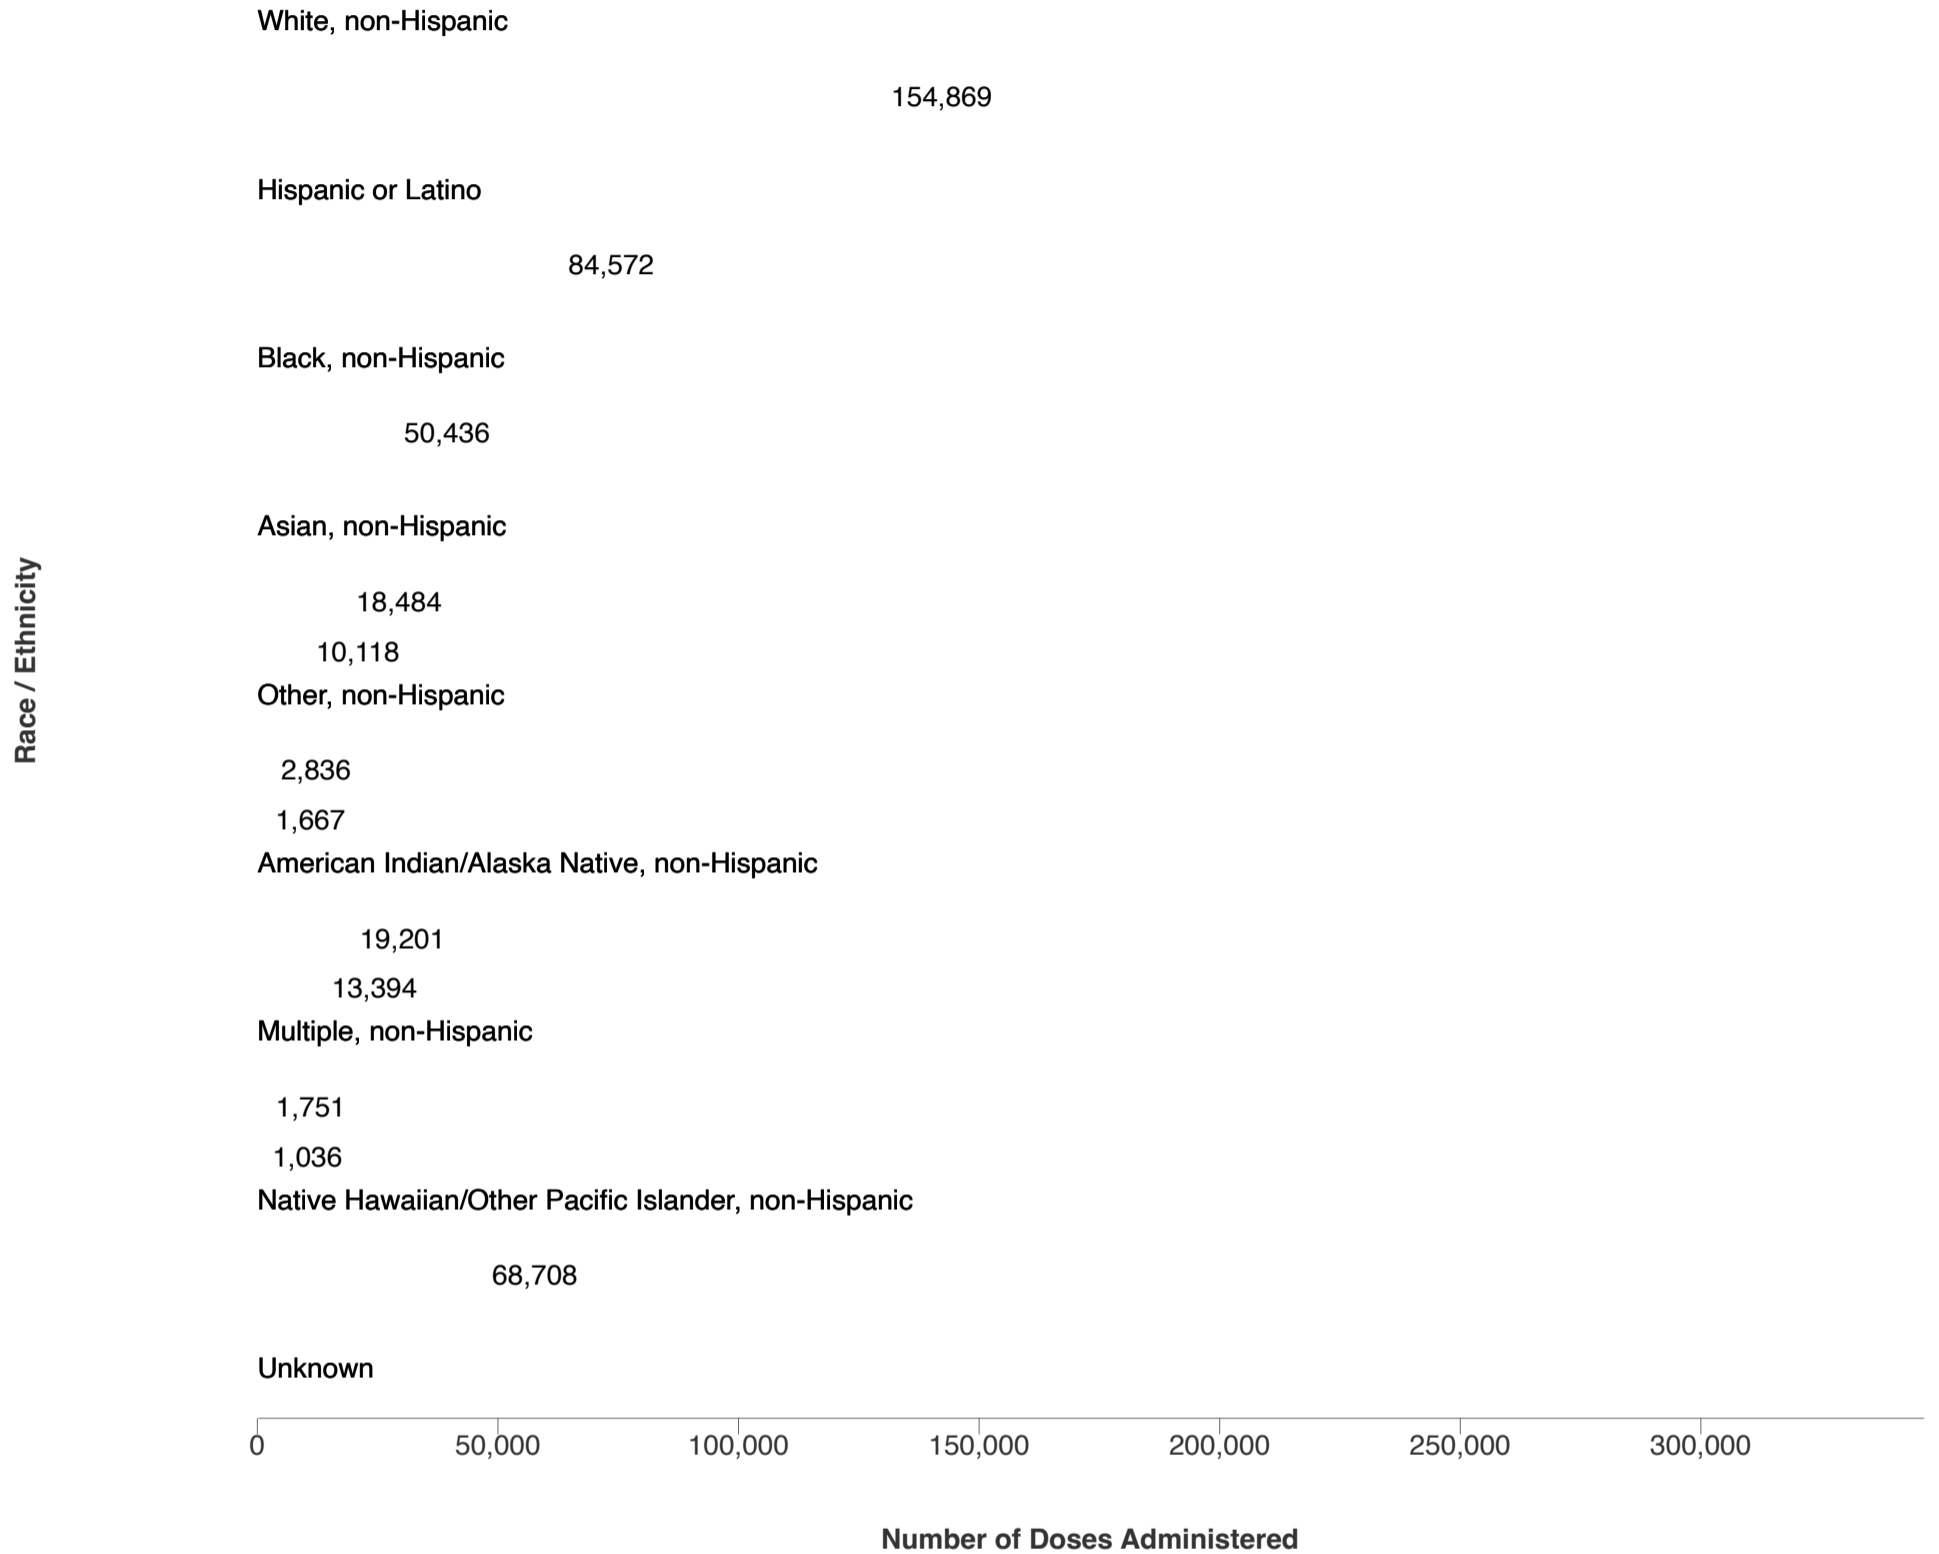 White, non-Hispanic
154,869
Hispanic or Latino
84,572
Black, non-Hispanic
50,436
Asian, non-Hispanic
18,484
10,118
Other, non-Hispanic
2,836
1,667
American Indian/Alaska Native, non-Hispanic
19,201
13,394
Multiple, non-Hispanic
1,751
1,036
Native Hawaiian/Other Pacific Islander, non-Hispanic
68,708
Unknown
Race / Ethnicity
0 50,000 100,000 150,000 200,000 250,000 300,000
Number of Doses Administered